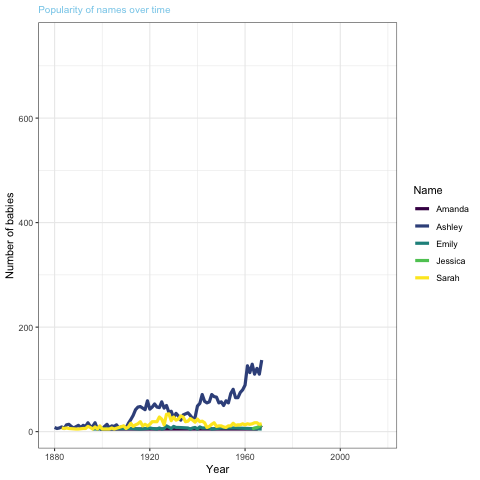 Popularity of names over time
Number of babies
600
400
200
0
1880
1920
1960
2000
Year
Name
Amanda
Ashley
Emily
Jessica
Sarah